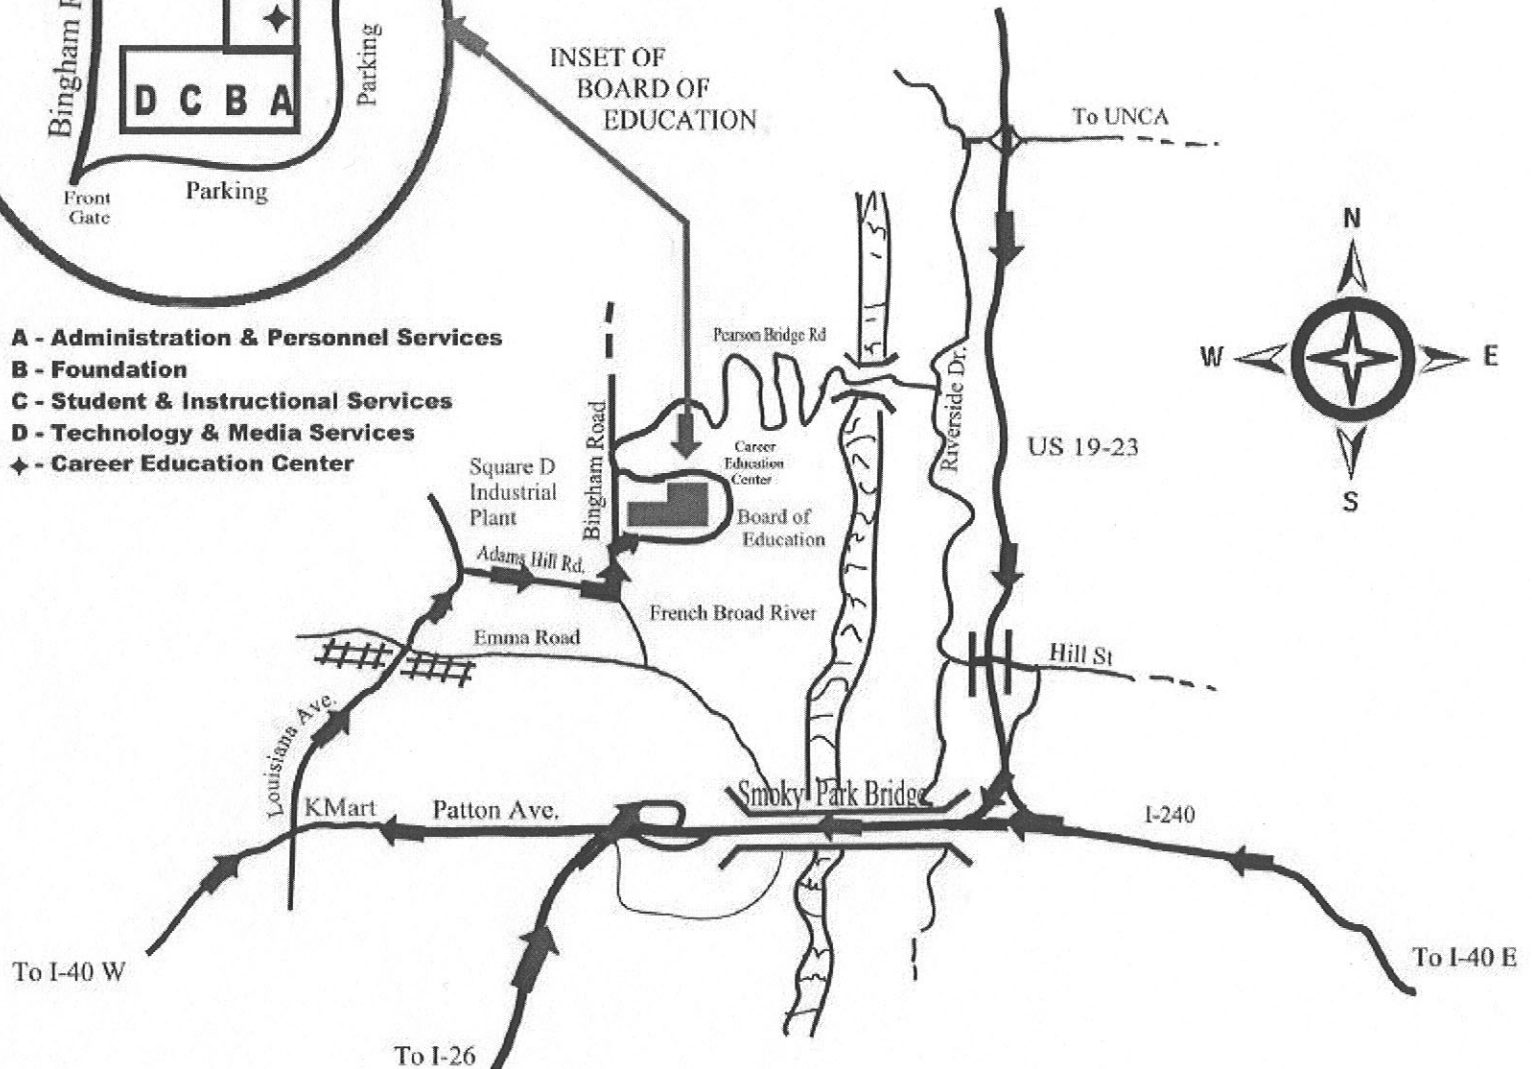 Bingham
Parking
D C B A
Front
Gate
Parking
INSET OF
BOARD OF
EDUCATION
To UNCA
A - Administration & Personnel Services
B - Foundation
C - Student & Instructional Services
D - Technology & Media Services
- Career Education Center
Pearson Bridge Rd
Riverside Dr.
US 19-23
N
W
E
S
Bingham Road
Career
Education
Center
Square D
Industrial
Plant
Board of
Education
Adams Hill Rd.
French Broad River
Emma Road
Hill St
Louisiana Ave.
KMart
Patton Ave.
Smoky Park Bridge
I-240
To I-40 W
To I-40 E
To I-26